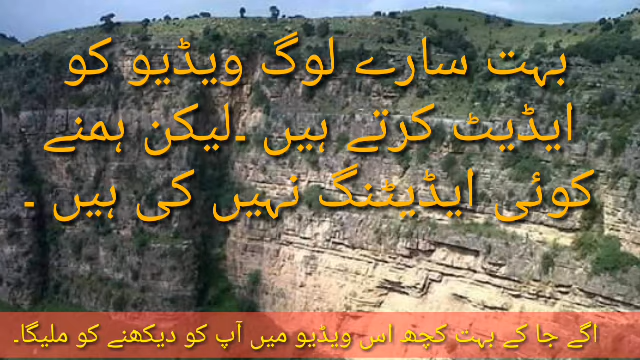 بہت سارے لوگ ویڈیو کو
ایڈیٹ کرتے ہیں ۔لیکن ہمنے
کوئی ایڈیٹنگ نہیں کی ہیں ۔
اگے جا کے بہت کچھ اس ویڈیو میں آپ کو دیکھنے کو ملیگا۔